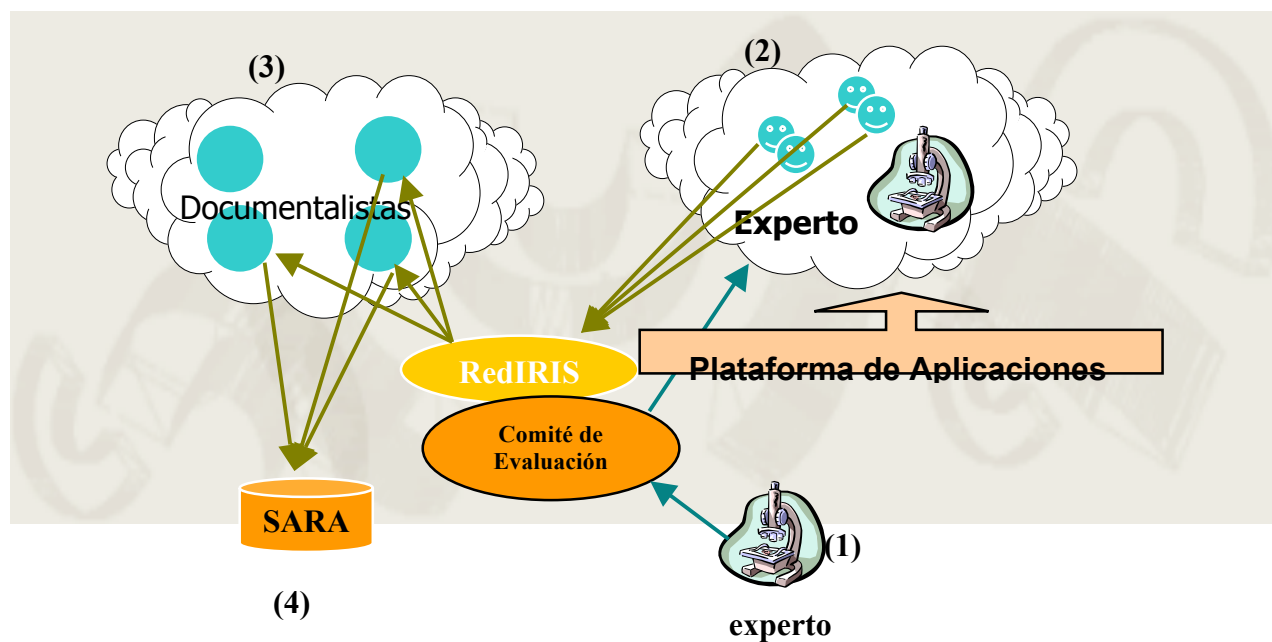 (3)
(2)
Documentalistas
Experto
RedIRIS
Plataforma de Aplicaciones
Comité de
Evaluación
SARA
(1)
(4)
experto